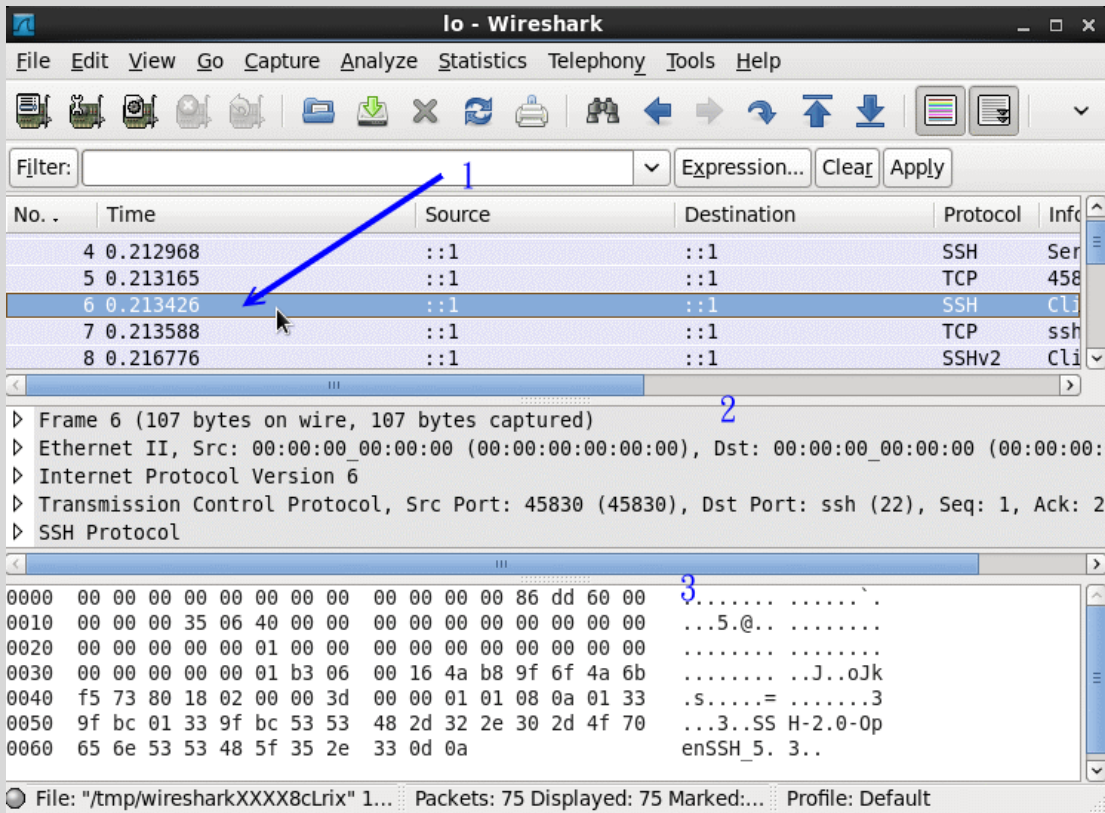 lo - Wireshark
File Edit View Go Capture Analyze Statistics Telephony Tools Help
Filter: Expression... Clear Apply
1
No. . Time Source Destination Protocol Info
4 0.212968 ::1 ::1 SSH Ser
5 0.213165 ::1 ::1 TCP 458
6 0.213426 ::1 ::1 SSH Cli
7 0.213588 ::1 ::1 TCP ssh
8 0.216776 ::1 ::1 SSHv2 Cli
2
Frame 6 (107 bytes on wire, 107 bytes captured)
Ethernet II, Src: 00:00:00_00:00:00 (00:00:00:00:00:00), Dst: 00:00:00_00:00:00 (00:00:00:
Internet Protocol Version 6
Transmission Control Protocol, Src Port: 45830 (45830), Dst Port: ssh (22), Seq: 1, Ack: 2
SSH Protocol
3
0000 00 00 00 00 00 00 00 00 00 00 00 00 86 dd 60 00 ........ ......`.
0010 00 00 00 35 06 40 00 00 00 00 00 00 00 00 00 00 ...5.@.. ........
0020 00 00 00 00 00 01 00 00 00 00 00 00 00 00 00 00 ........ ........
0030 00 00 00 00 00 01 b3 06 00 16 4a b8 9f 6f 4a 6b ........ ..J..oJk
0040 f5 73 80 18 02 00 00 3d 00 00 01 01 08 0a 01 33 .s.....= .......3
0050 9f bc 01 33 9f bc 53 53 48 2d 32 2e 30 2d 4f 70 ...3..SS H-2.0-Op
0060 65 6e 53 53 48 5f 35 2e 33 0d 0a enSSH_5. 3..
File: "/tmp/wiresharkXXXX8cLrix" 1... Packets: 75 Displayed: 75 Marked:... Profile: Default